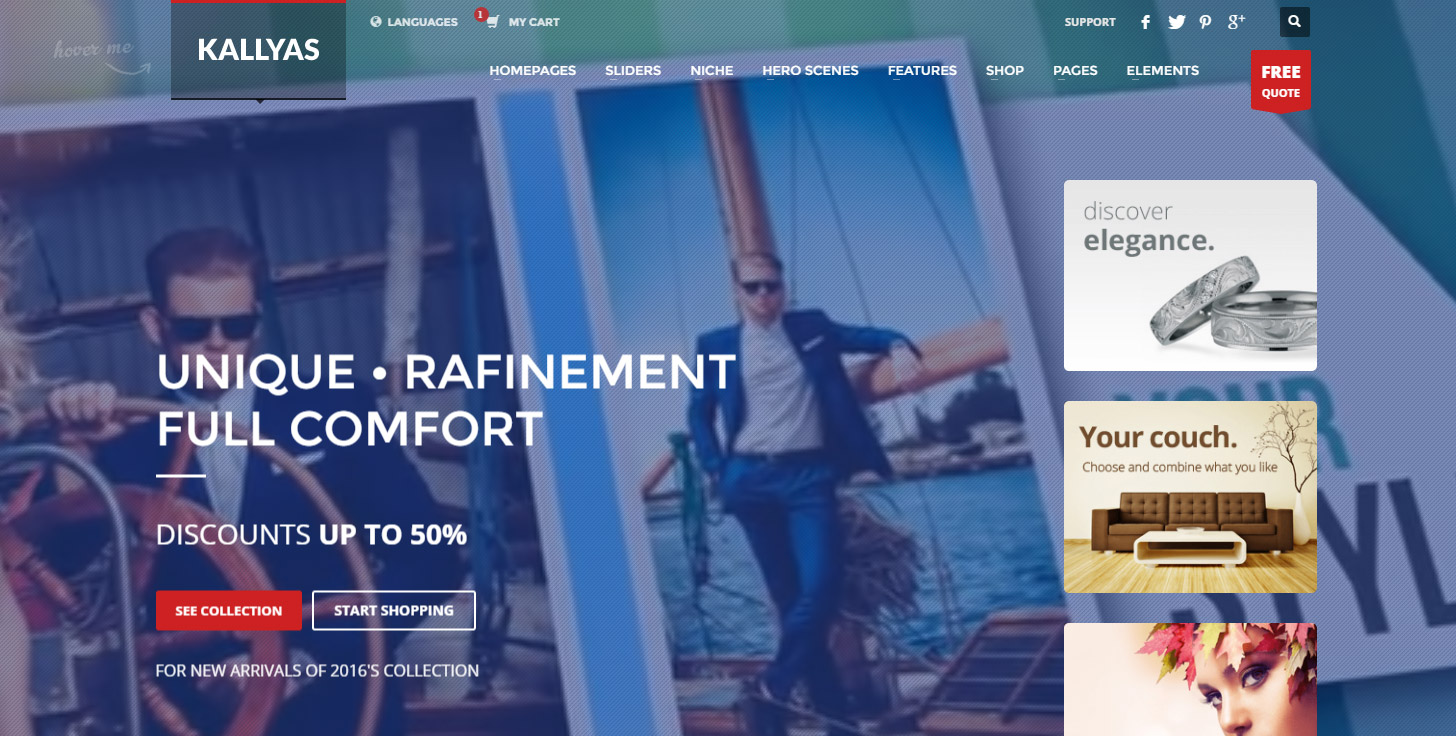 LANGUAGES
1
MY CART
SUPPORT
hover me
KALLYAS
HOMEPAGES
SLIDERS
NICHE
HERO SCENES
FEATURES
SHOP
PAGES
ELEMENTS
FREE
QUOTE
UNIQUE • RAFINEMENT
FULL COMFORT
DISCOUNTS UP TO 50%
SEE COLLECTION
START SHOPPING
FOR NEW ARRIVALS OF 2016'S COLLECTION
discover
elegance.
Your couch.
Choose and combine what you like